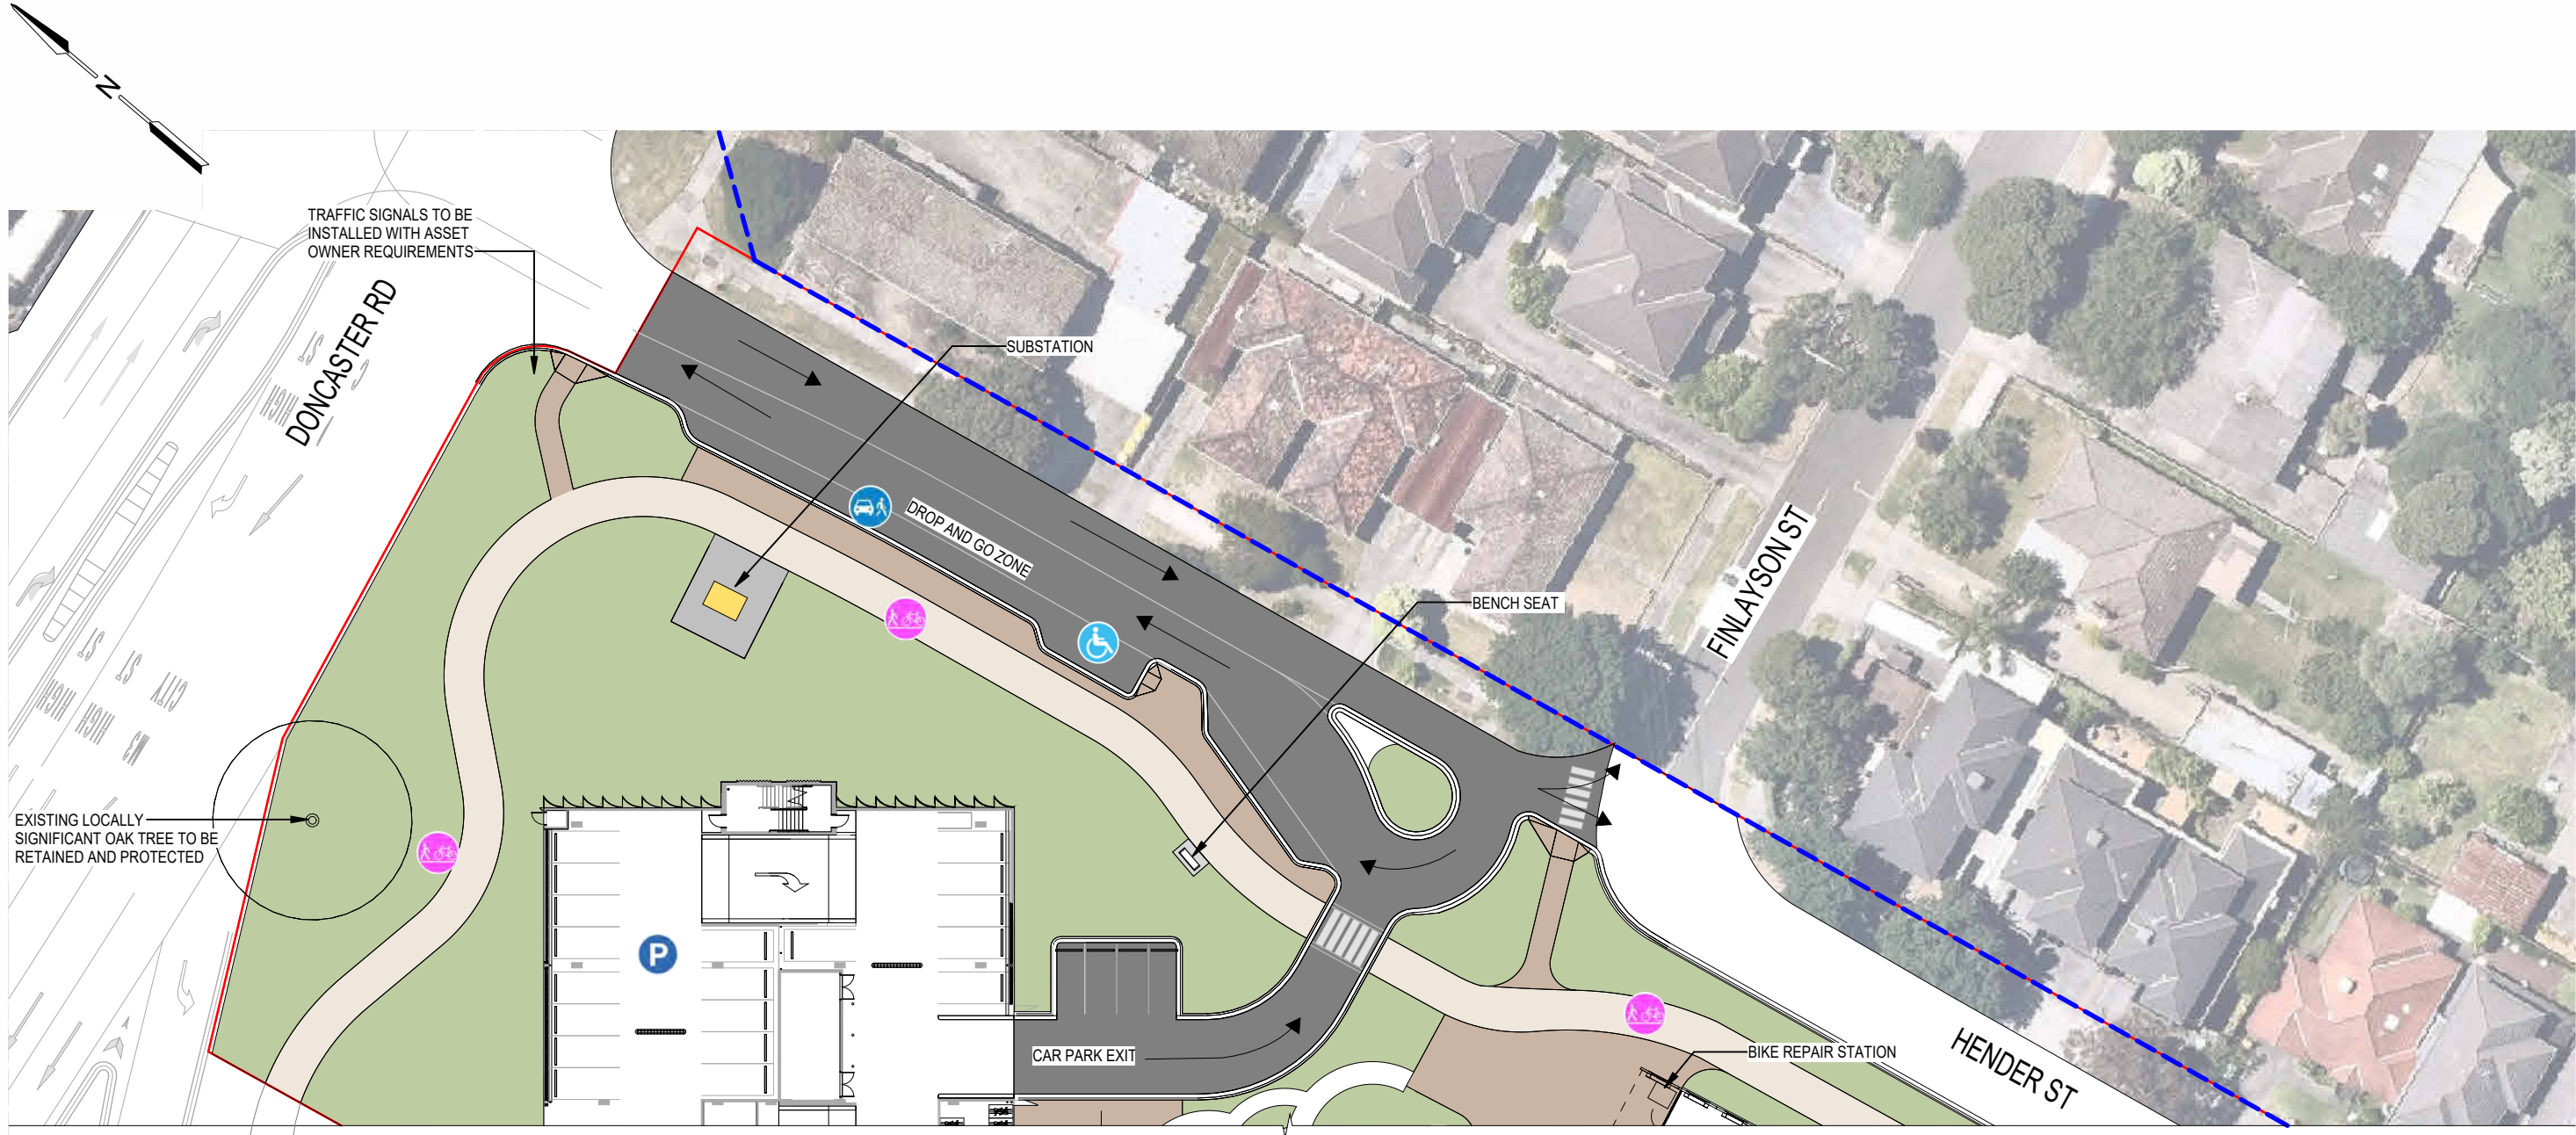 N
TRAFFIC SIGNALS TO BE
INSTALLED WITH ASSET
OWNER REQUIREMENTS
DONCASTER RD
SUBSTATION
DROP AND GO ZONE
BENCH SEAT
FINLAYSON ST
EXISTING LOCALLY
SIGNIFICANT OAK TREE TO BE
RETAINED AND PROTECTED
ST
ST
CITY
HIGH
HIGH
HIGH
ST
P
CAR PARK EXIT
BIKE REPAIR STATION
HENDER ST